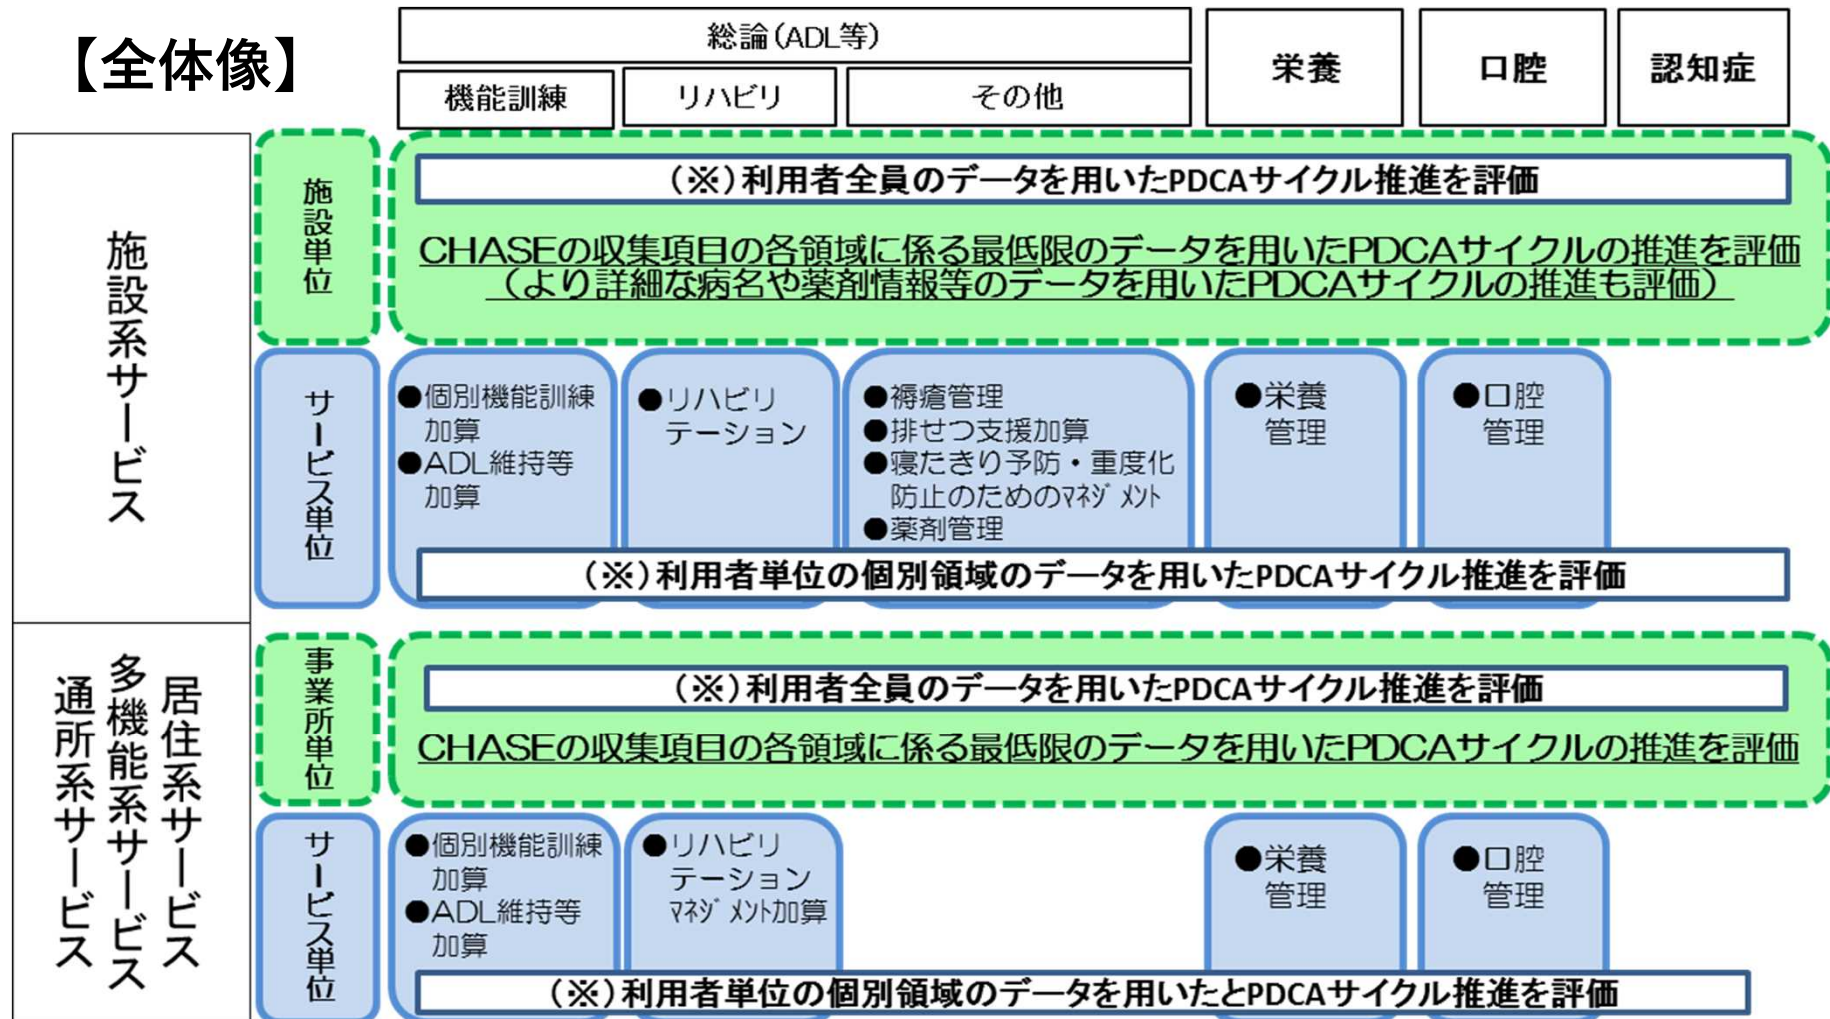 【全体像】
総論(ADL等)
機能訓練
リハビリ
その他
栄養
口腔
認知症
施設系サービス
施設単位
(※)利用者全員のデータを用いたPDCAサイクル推進を評価
CHASEの収集項目の各領域に係る最低限のデータを用いたPDCAサイクルの推進を評価
(より詳細な病名や薬剤情報等のデータを用いたPDCAサイクルの推進も評価)
サービス単位
●個別機能訓練
加算
●ADL維持等
加算
●リハビリ
テーション
●褥瘡管理
●排せつ支援加算
●寝たきり予防・重度化
防止のためのマネジメント
●薬剤管理
●栄養
管理
●口腔
管理
(※)利用者単位の個別領域のデータを用いたPDCAサイクル推進を評価
居住系サービス
多機能系サービス
通所系サービス
事業所単位
(※)利用者全員のデータを用いたPDCAサイクル推進を評価
CHASEの収集項目の各領域に係る最低限のデータを用いたPDCAサイクルの推進を評価
サービス単位
●個別機能訓練
加算
●ADL維持等
加算
●リハビリ
テーション
マネジメント加算
●栄養
管理
●口腔
管理
(※)利用者単位の個別領域のデータを用いたとPDCAサイクル推進を評価